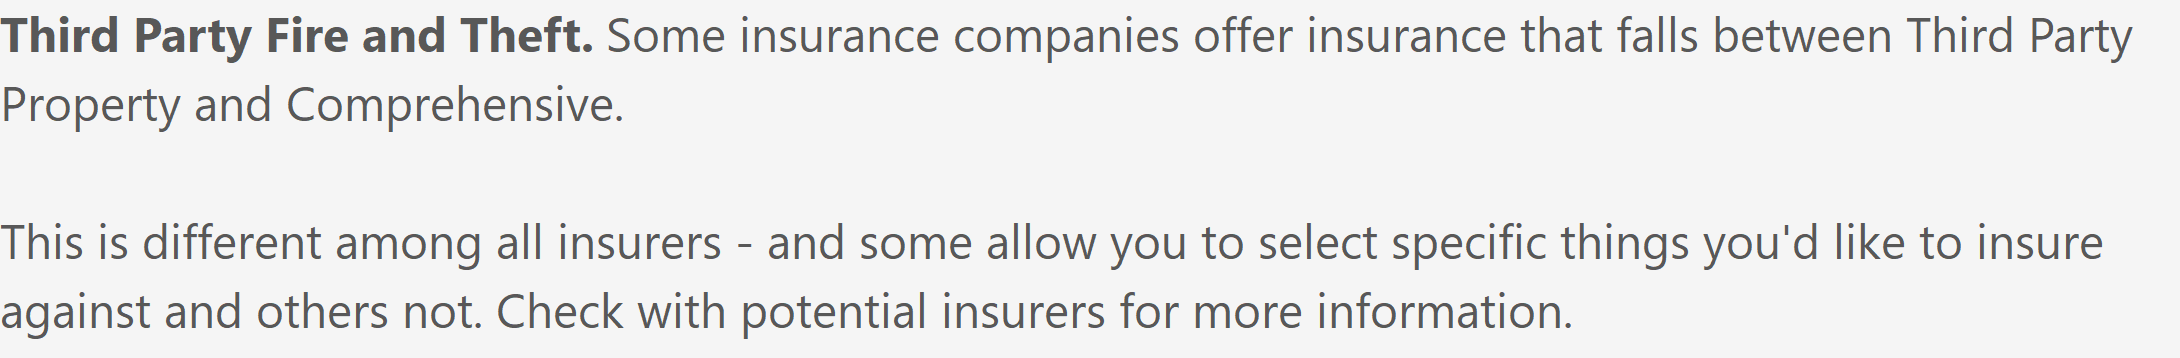 Third Party Fire and Theft. Some insurance companies offer insurance that falls between Third Party
Property and Comprehensive.
This is different among all insurers - and some allow you to select specific things you'd like to insure
against and others not. Check with potential insurers for more information.